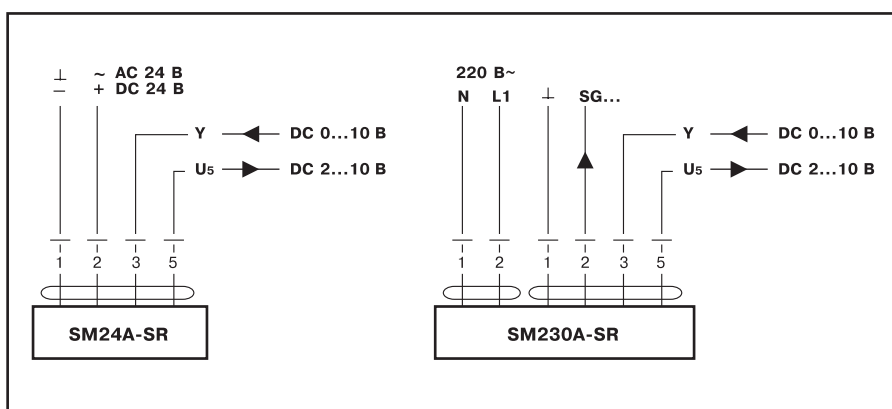 ⊥ ~ AC 24 В
– + DC 24 В
Y DC 0...10 В
U5 DC 2...10 В
1 2 3 5
SM24A-SR
220 В~
N L1 ⊥ SG...
Y DC 0...10 В
U5 DC 2...10 В
1 2 1 2 3 5
SM230A-SR